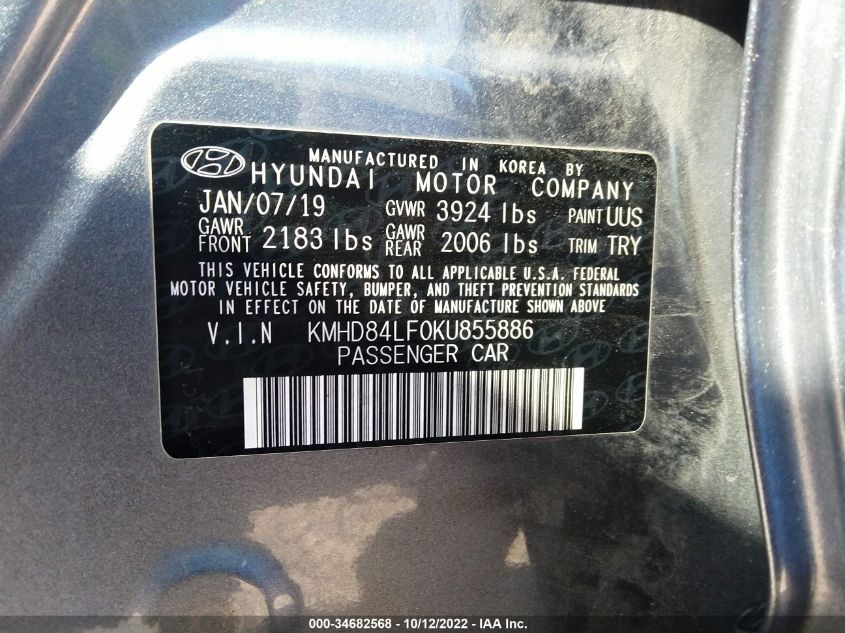 MANUFACTURED IN KOREA BY
HYUNDAI MOTOR COMPANY
JAN/07/19 GVWR 3924 lbs PAINT UUS
GAWR FRONT 2183 lbs GAWR REAR 2006 lbs TRIM TRY
THIS VEHICLE CONFORMS TO ALL APPLICABLE U.S.A. FEDERAL
MOTOR VEHICLE SAFETY, BUMPER, AND THEFT PREVENTION STANDARDS
IN EFFECT ON THE DATE OF MANUFACTURE SHOWN ABOVE
V.I.N KMHD84LF0KU855886
PASSENGER CAR
000-34682568 - 10/12/2022 - IAA Inc.